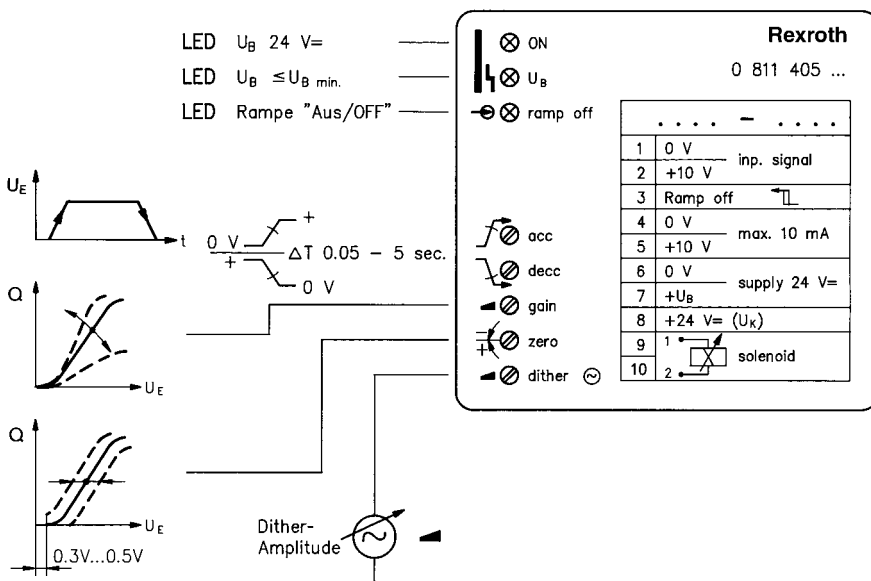 LED U_B 24 V=
LED U_B ≤ U_B min.
LED Rampe "Aus/OFF"
ON
U_B
ramp off
Rexroth
0 811 405 ...
. . . . – . . . .
1 0 V
2 +10 V
inp. signal
3 Ramp off
4 0 V
5 +10 V
max. 10 mA
6 0 V
7 +U_B
supply 24 V=
8 +24 V= (U_K)
9 1
10 2
solenoid
acc
decc
gain
zero
dither
U_E
t
0 V +
ΔT 0.05 – 5 sec.
+ 0 V
Q
U_E
Q
U_E
0.3V...0.5V
Dither-
Amplitude